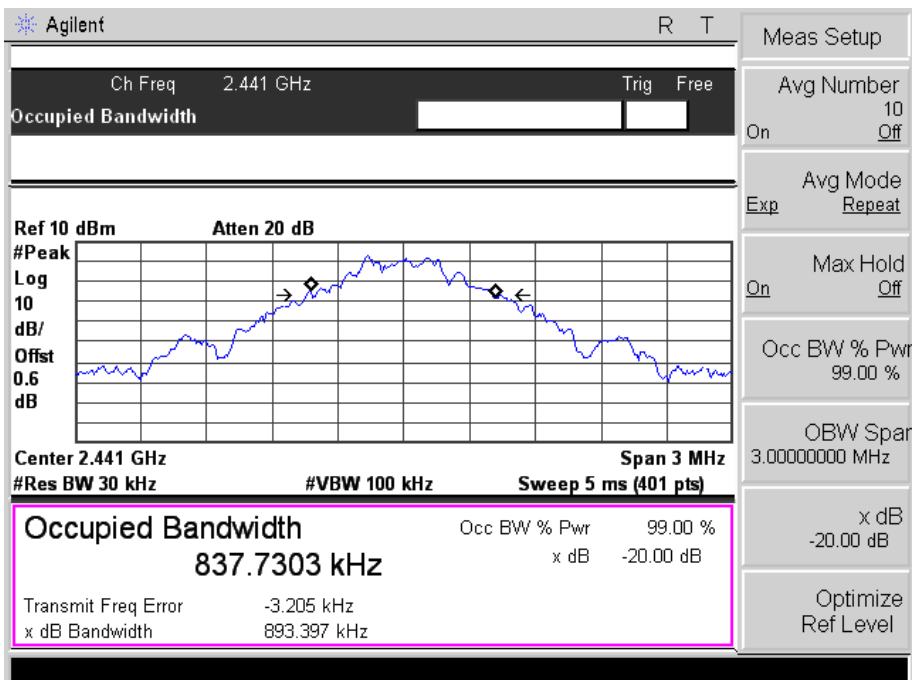 Agilent R T
Ch Freq 2.441 GHz Trig Free
Occupied Bandwidth
Ref 10 dBm Atten 20 dB
#Peak
Log
10
dB/
Offst
0.6
dB
Center 2.441 GHz Span 3 MHz
#Res BW 30 kHz #VBW 100 kHz Sweep 5 ms (401 pts)
Occupied Bandwidth
837.7303 kHz
Occ BW % Pwr 99.00 %
x dB -20.00 dB
Transmit Freq Error -3.205 kHz
x dB Bandwidth 893.397 kHz
Meas Setup
Avg Number
10
On Off
Avg Mode
Exp Repeat
Max Hold
On Off
Occ BW % Pwr
99.00 %
OBW Span
3.00000000 MHz
x dB
-20.00 dB
Optimize
Ref Level